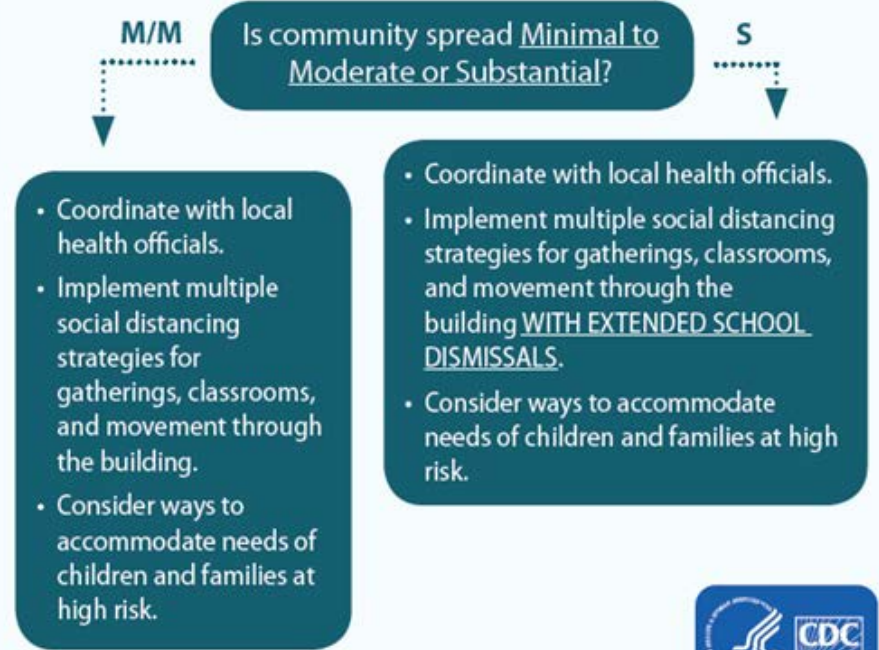 M/M
Is community spread Minimal to
Moderate or Substantial?
S
• Coordinate with local
health officials.
• Implement multiple
social distancing
strategies for
gatherings, classrooms,
and movement through
the building.
• Consider ways to
accommodate needs of
children and families at
high risk.
• Coordinate with local health officials.
• Implement multiple social distancing
strategies for gatherings, classrooms,
and movement through the
building WITH EXTENDED SCHOOL
DISMISSALS.
• Consider ways to accommodate
needs of children and families at high
risk.
CDC